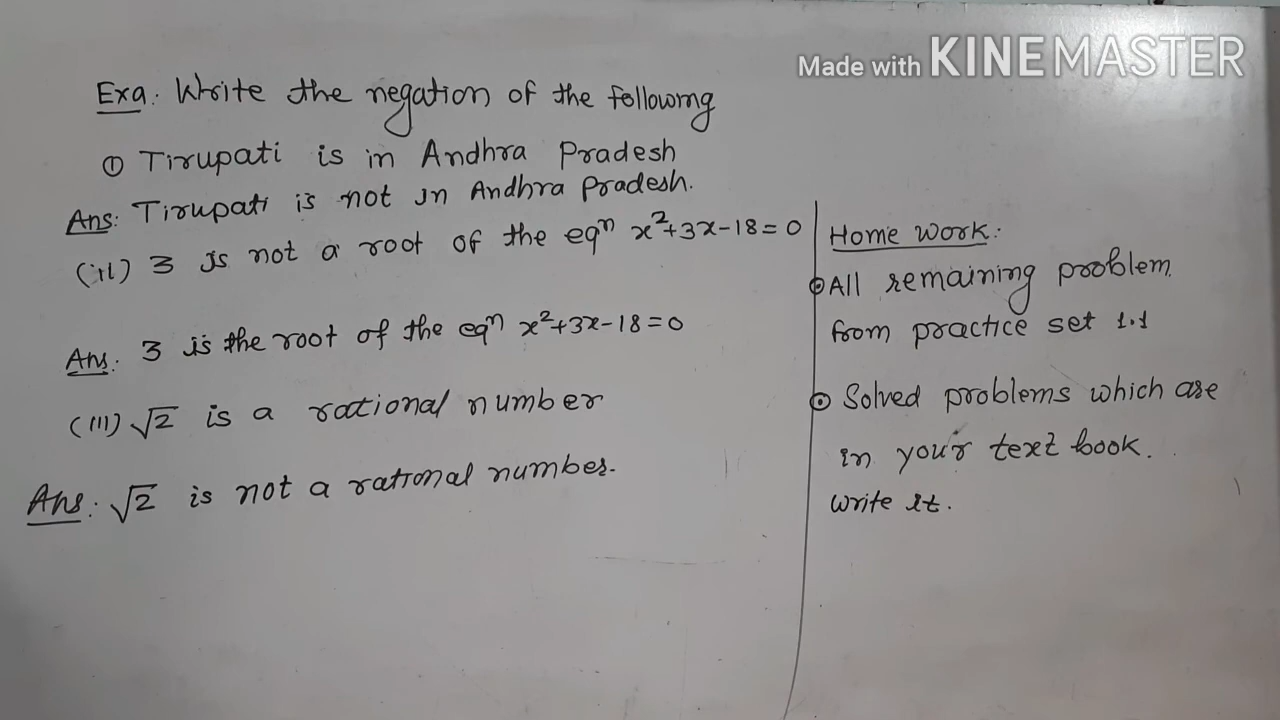 Made with KINEMASTER
Exa. Write the negation of the following
① Tirupati is in Andhra Pradesh
Ans: Tirupati is not in Andhra Pradesh.
(ii) 3 is not a root of the eqⁿ x²+3x-18=0
Ans. 3 is the root of the eqⁿ x²+3x-18=0
(III) √2 is a rational number
Ans: √2 is not a rational number.
Home work:
⊙ All remaining problem
from practice set 1.1
⊙ Solved problems which are
in your text book.
write it.